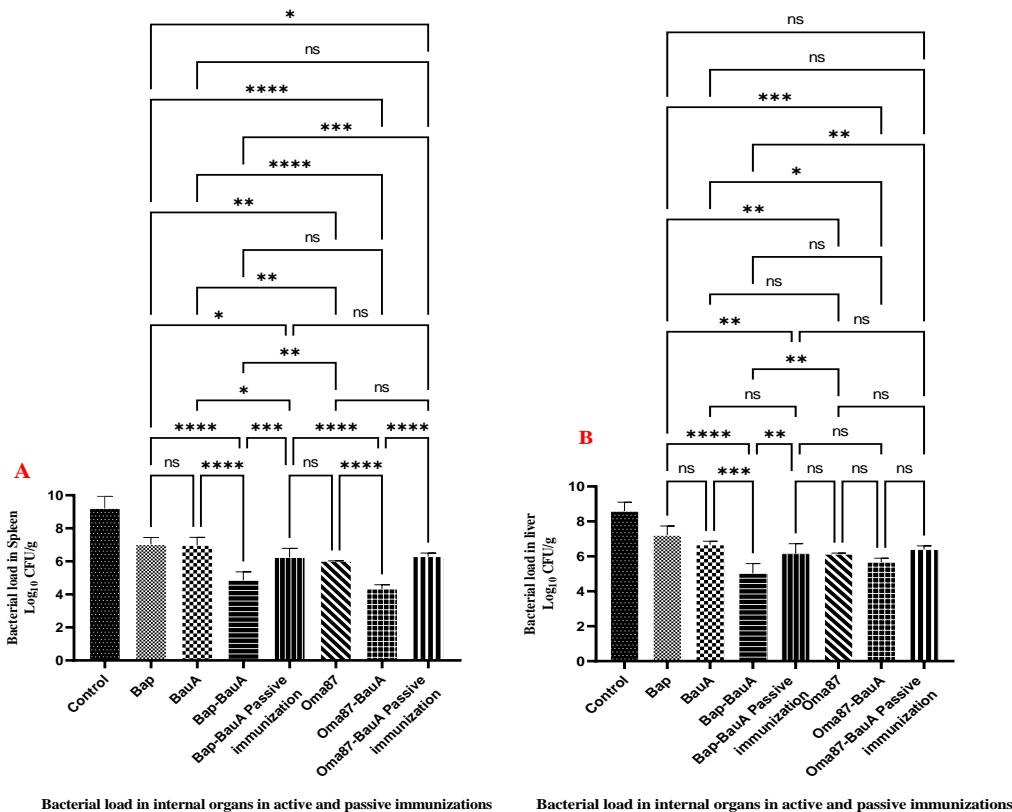 *
ns
****
***
****
**
ns
**
*
ns
**
*
ns
****
***
****
****
ns
****
ns
****
A
Bacterial load in Spleen
Log10 CFU/g
10
8
6
4
2
0
Control
Bap
BauA
Bap-BauA
Bap-BauA Passive
immunization
Oma87
Oma87-BauA
Oma87-BauA Passive
immunization
Bacterial load in internal organs in active and passive immunizations
ns
ns
***
**
*
**
ns
ns
**
ns
**
ns
ns
****
**
ns
ns
***
ns
ns
ns
B
Bacterial load in liver
Log10 CFU/g
10
8
6
4
2
0
Control
Bap
BauA
Bap-BauA
Bap-BauA Passive
immunization
Oma87
Oma87-BauA
Oma87-BauA Passive
immunization
Bacterial load in internal organs in active and passive immunizations